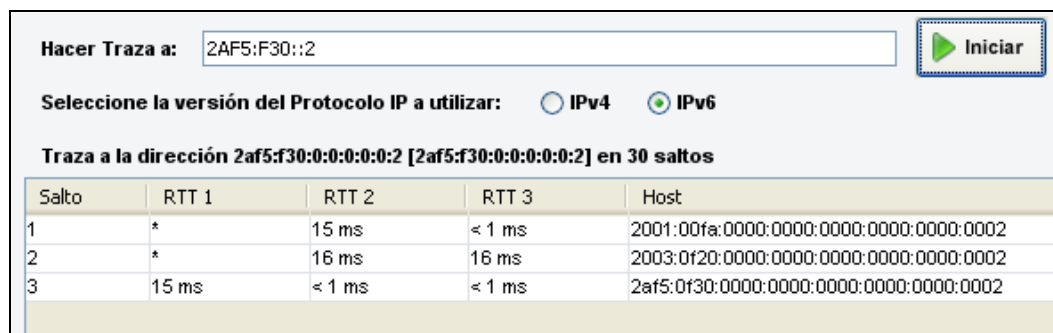 Hacer Traza a: 2AF5:F30::2 Iniciar
Seleccione la versión del Protocolo IP a utilizar: IPv4 IPv6
Traza a la dirección 2af5:f30:0:0:0:0:0:2 [2af5:f30:0:0:0:0:0:2] en 30 saltos
Salto RTT 1 RTT 2 RTT 3 Host
1 * 15 ms < 1 ms 2001:00fa:0000:0000:0000:0000:0000:0002
2 * 16 ms 16 ms 2003:0f20:0000:0000:0000:0000:0000:0002
3 15 ms < 1 ms < 1 ms 2af5:0f30:0000:0000:0000:0000:0000:0002